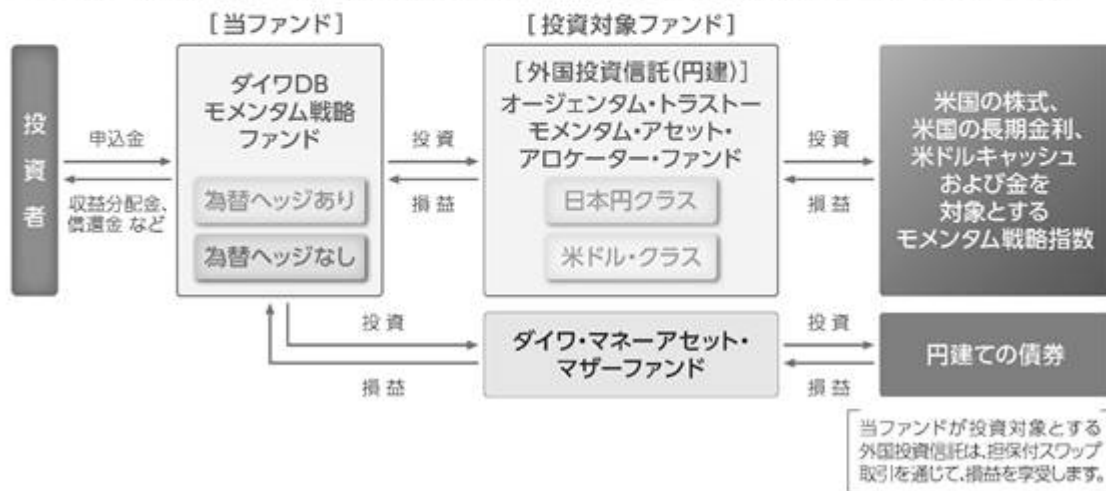 [当ファンド]
[投資対象ファンド]
投資者
申込金
収益分配金、
償還金 など
ダイワDB
モメンタム戦略
ファンド
為替ヘッジあり
為替ヘッジなし
投資
損益
[外国投資信託(円建)]
オージェンタム・トラストー
モメンタム・アセット・
アロケーター・ファンド
日本円クラス
米ドル・クラス
投資
損益
米国の株式、
米国の長期金利、
米ドルキャッシュ
および金を
対象とする
モメンタム戦略指数
投資
損益
ダイワ・マネーアセット・
マザーファンド
投資
損益
円建ての債券
当ファンドが投資対象とする
外国投資信託は、担保付スワップ
取引を通じて、損益を享受します。